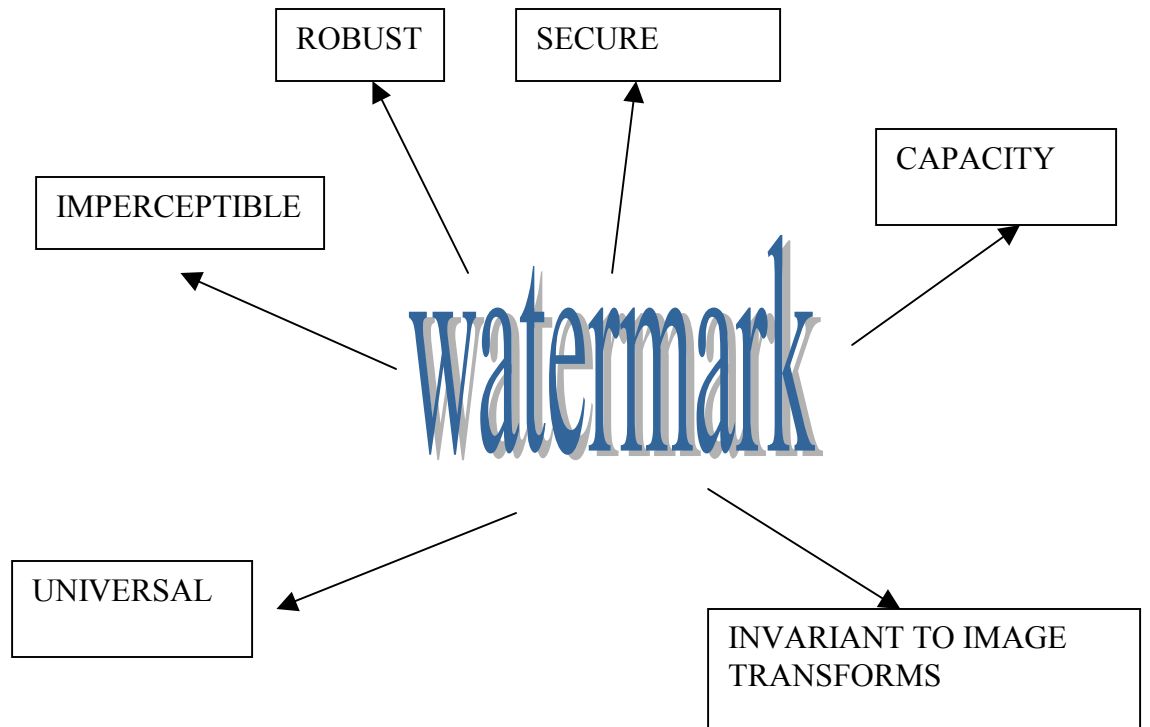 ROBUST
SECURE
CAPACITY
IMPERCEPTIBLE
watermark
UNIVERSAL
INVARIANT TO IMAGE
TRANSFORMS